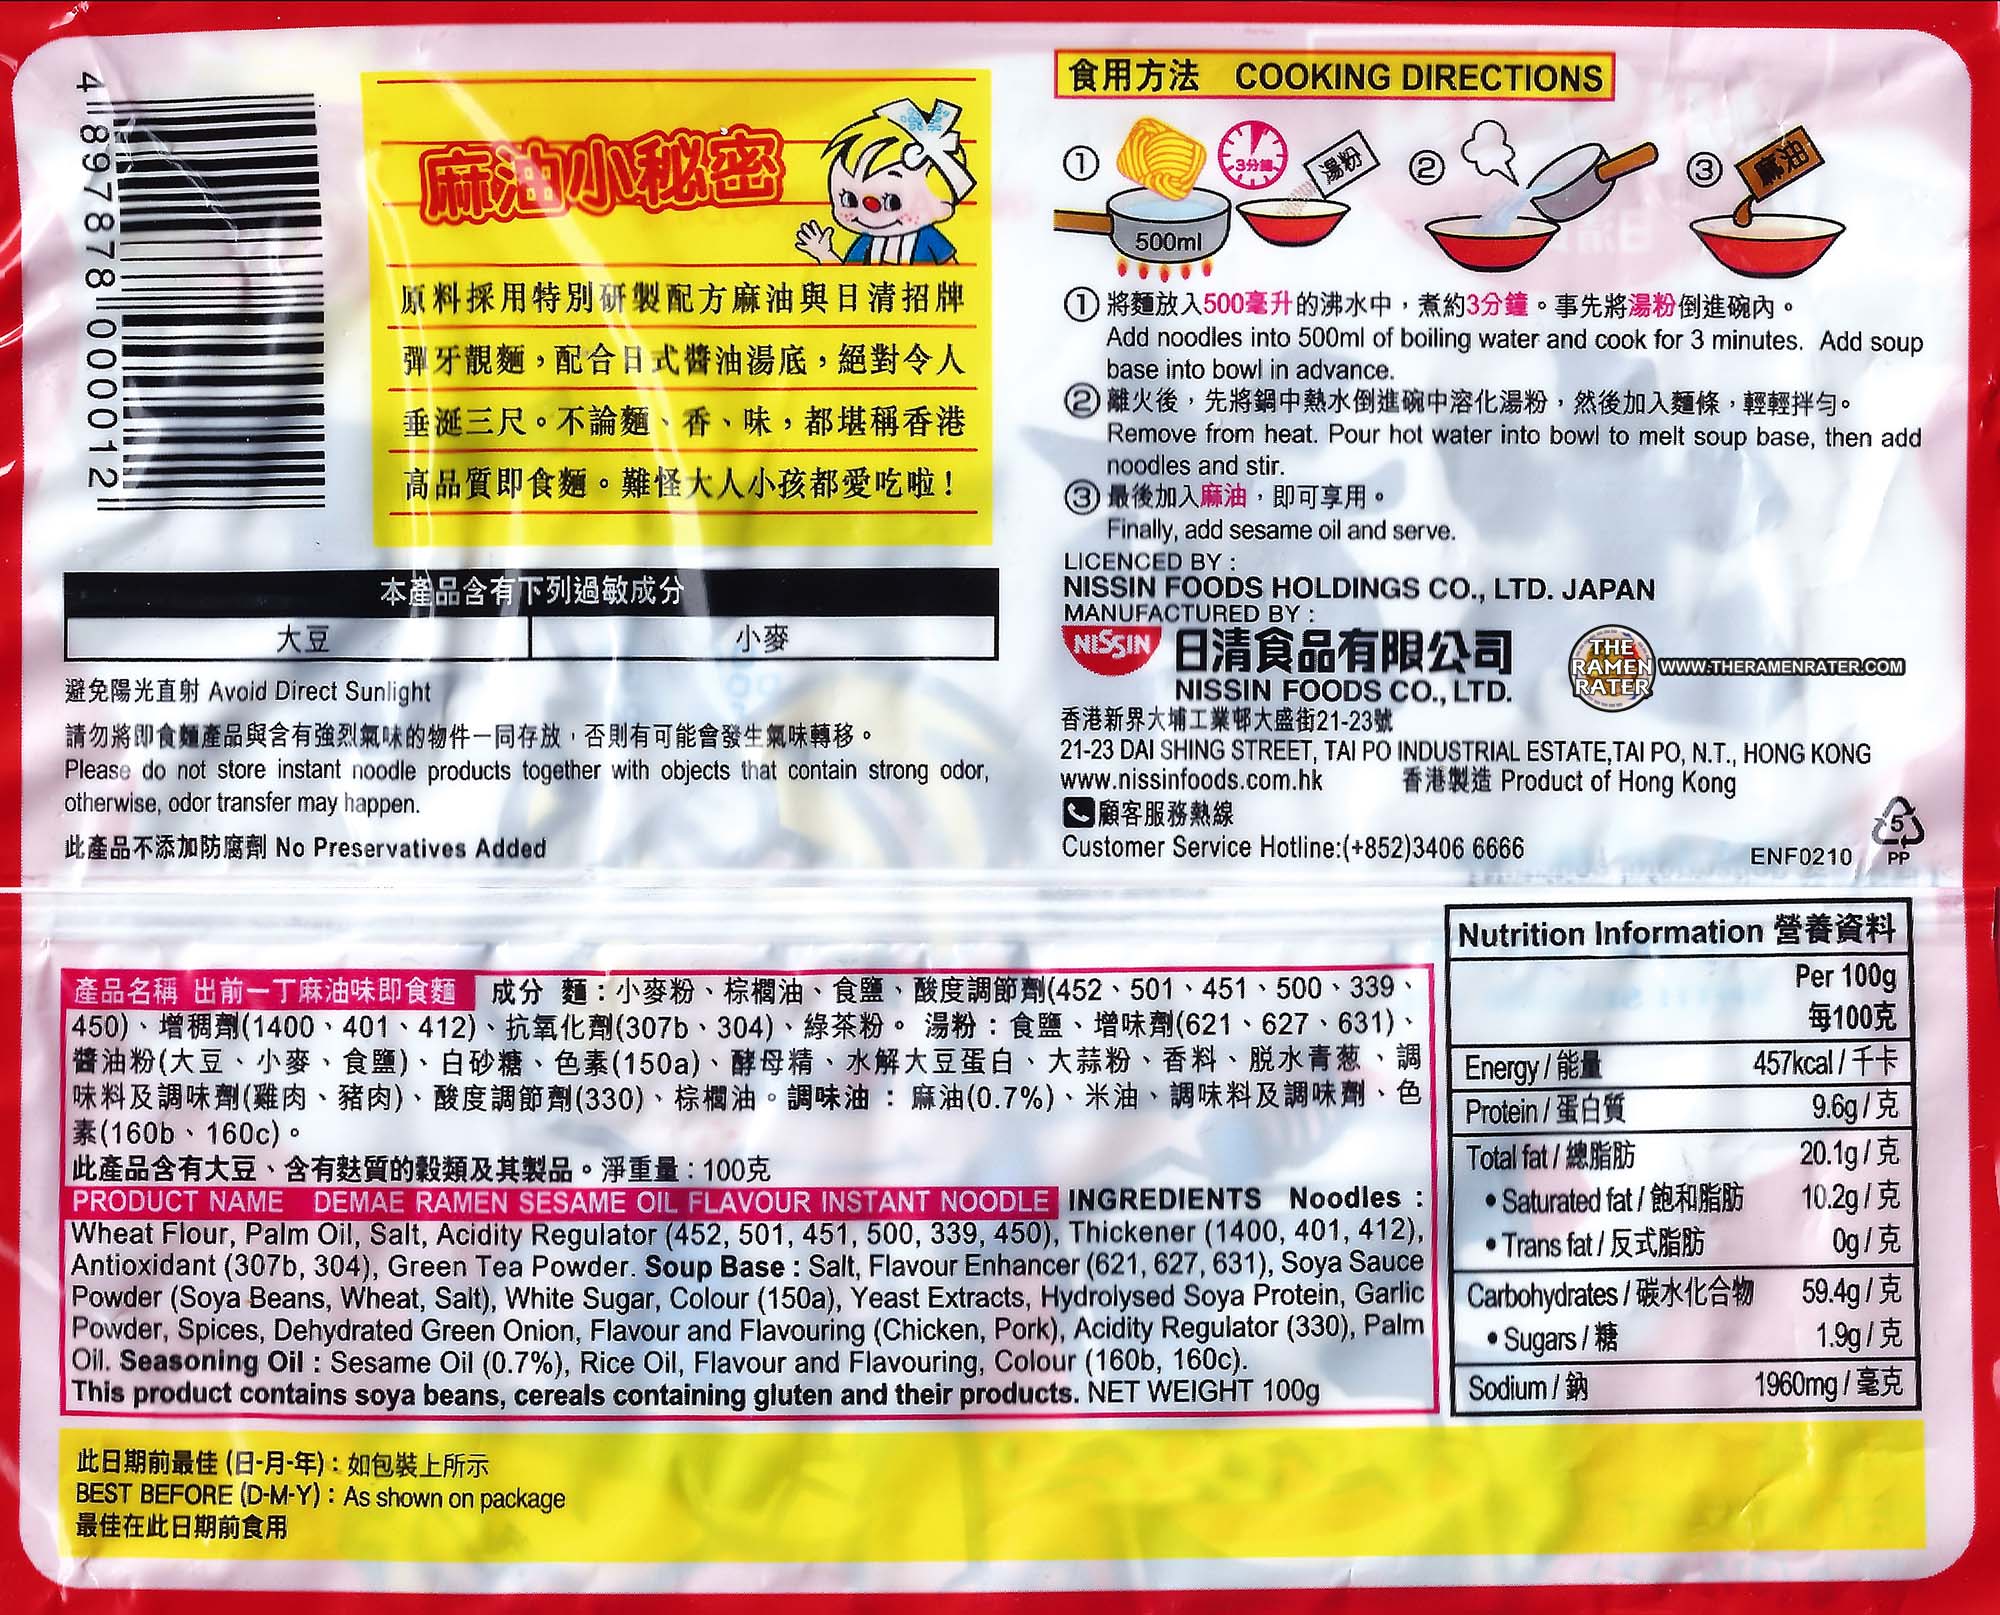 4 897878 000012
麻油小秘密
原料採用特別研製配方麻油與日清招牌
彈牙靚麵，配合日式醬油湯底，絕對令人
垂涎三尺。不論麵、香、味，都堪稱香港
高品質即食麵。難怪大人小孩都愛吃啦！
本產品含有下列過敏成分
大豆 小麥
避免陽光直射 Avoid Direct Sunlight
請勿將即食麵產品與含有強烈氣味的物件一同存放，否則有可能會發生氣味轉移。
Please do not store instant noodle products together with objects that contain strong odor,
otherwise, odor transfer may happen.
此產品不添加防腐劑 No Preservatives Added
食用方法 COOKING DIRECTIONS
① 3分鐘 湯粉 ② ③ 麻油
500ml
① 將麵放入500毫升的沸水中，煮約3分鐘。事先將湯粉倒進碗內。
Add noodles into 500ml of boiling water and cook for 3 minutes. Add soup
base into bowl in advance.
② 離火後，先將鍋中熱水倒進碗中溶化湯粉，然後加入麵條，輕輕拌勻。
Remove from heat. Pour hot water into bowl to melt soup base, then add
noodles and stir.
③ 最後加入麻油，即可享用。
Finally, add sesame oil and serve.
LICENCED BY :
NISSIN FOODS HOLDINGS CO., LTD. JAPAN
MANUFACTURED BY :
NISSIN 日清食品有限公司
NISSIN FOODS CO., LTD.
THE RAMEN RATER WWW.THERAMENRATER.COM
香港新界大埔工業邨大盛街21-23號
21-23 DAI SHING STREET, TAI PO INDUSTRIAL ESTATE,TAI PO, N.T., HONG KONG
www.nissinfoods.com.hk 香港製造 Product of Hong Kong
顧客服務熱線
Customer Service Hotline:(+852)3406 6666
ENF0210
5
PP
產品名稱 出前一丁麻油味即食麵 成分 麵：小麥粉、棕櫚油、食鹽、酸度調節劑(452、501、451、500、339、
450)、增稠劑(1400、401、412)、抗氧化劑(307b、304)、綠茶粉。湯粉：食鹽、增味劑(621、627、631)、
醬油粉(大豆、小麥、食鹽)、白砂糖、色素(150a)、酵母精、水解大豆蛋白、大蒜粉、香料、脫水青葱、調
味料及調味劑(雞肉、豬肉)、酸度調節劑(330)、棕櫚油。調味油：麻油(0.7%)、米油、調味料及調味劑、色
素(160b、160c)。
此產品含有大豆、含有麩質的穀類及其製品。淨重量：100克
PRODUCT NAME DEMAE RAMEN SESAME OIL FLAVOUR INSTANT NOODLE INGREDIENTS Noodles :
Wheat Flour, Palm Oil, Salt, Acidity Regulator (452, 501, 451, 500, 339, 450), Thickener (1400, 401, 412),
Antioxidant (307b, 304), Green Tea Powder. Soup Base : Salt, Flavour Enhancer (621, 627, 631), Soya Sauce
Powder (Soya Beans, Wheat, Salt), White Sugar, Colour (150a), Yeast Extracts, Hydrolysed Soya Protein, Garlic
Powder, Spices, Dehydrated Green Onion, Flavour and Flavouring (Chicken, Pork), Acidity Regulator (330), Palm
Oil. Seasoning Oil : Sesame Oil (0.7%), Rice Oil, Flavour and Flavouring, Colour (160b, 160c).
This product contains soya beans, cereals containing gluten and their products. NET WEIGHT 100g
Nutrition Information 營養資料
Per 100g
每100克
Energy / 能量 457kcal / 千卡
Protein / 蛋白質 9.6g / 克
Total fat / 總脂肪 20.1g / 克
• Saturated fat / 飽和脂肪 10.2g / 克
• Trans fat / 反式脂肪 0g / 克
Carbohydrates / 碳水化合物 59.4g / 克
• Sugars / 糖 1.9g / 克
Sodium / 鈉 1960mg / 毫克
此日期前最佳 (日-月-年)：如包裝上所示
BEST BEFORE (D-M-Y) : As shown on package
最佳在此日期前食用